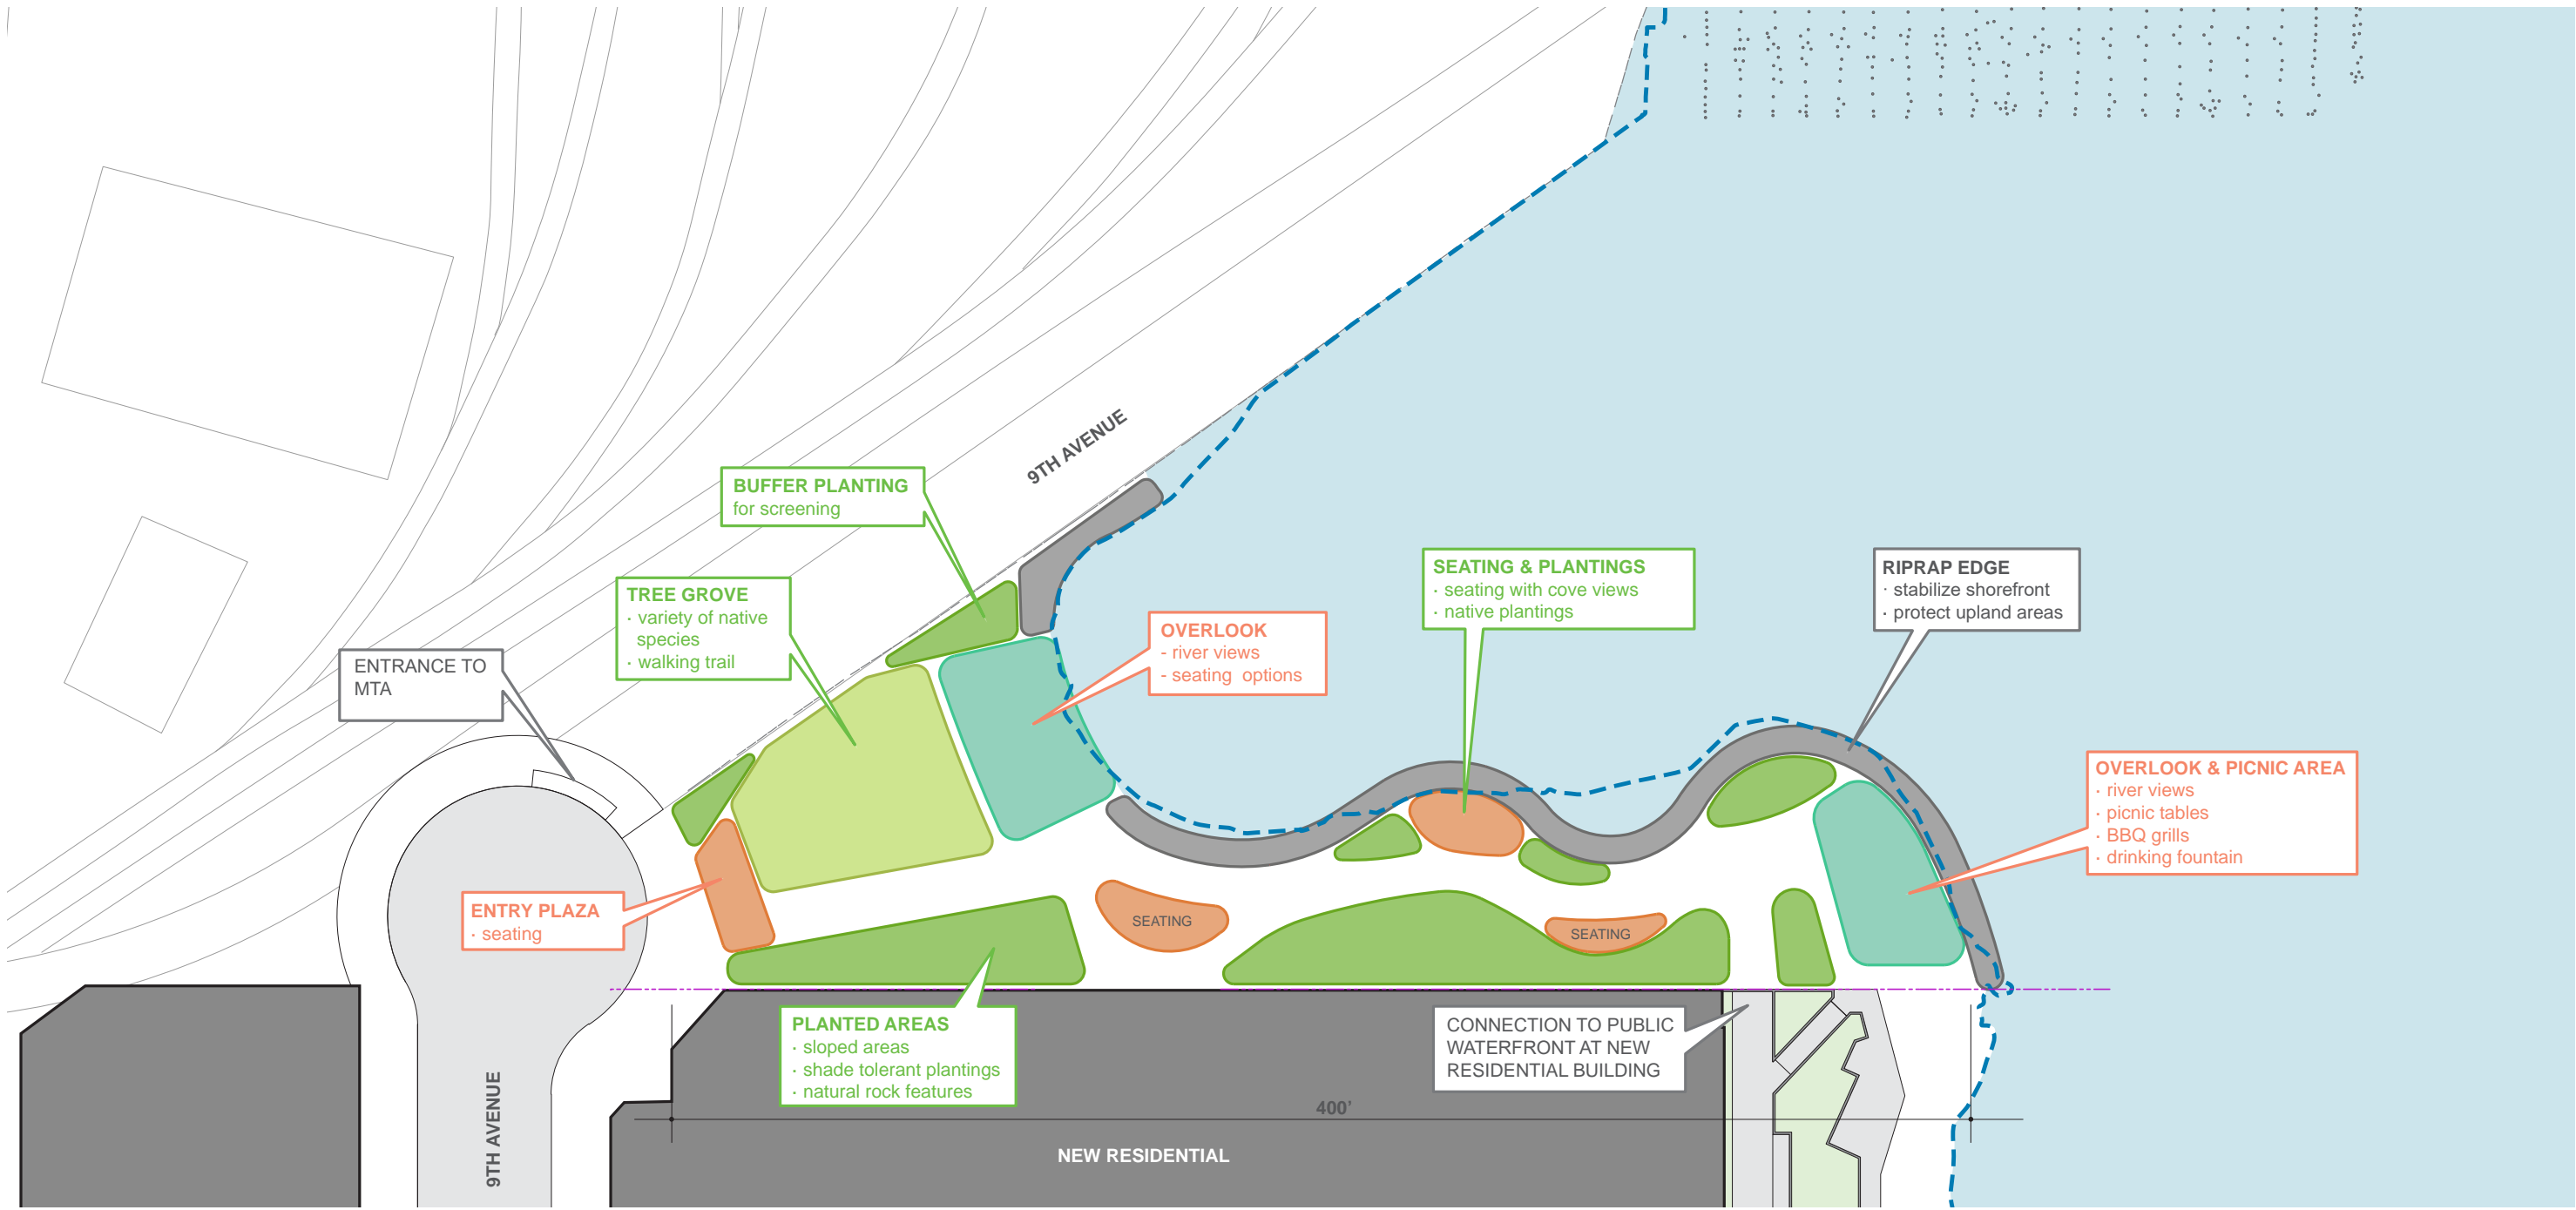 9TH AVENUE
BUFFER PLANTING
for screening
TREE GROVE
· variety of native
species
· walking trail
ENTRANCE TO
MTA
OVERLOOK
- river views
- seating options
SEATING & PLANTINGS
· seating with cove views
· native plantings
RIPRAP EDGE
· stabilize shorefront
· protect upland areas
OVERLOOK & PICNIC AREA
· river views
· picnic tables
· BBQ grills
· drinking fountain
ENTRY PLAZA
· seating
SEATING
SEATING
PLANTED AREAS
· sloped areas
· shade tolerant plantings
· natural rock features
CONNECTION TO PUBLIC
WATERFRONT AT NEW
RESIDENTIAL BUILDING
9TH AVENUE
400'
NEW RESIDENTIAL